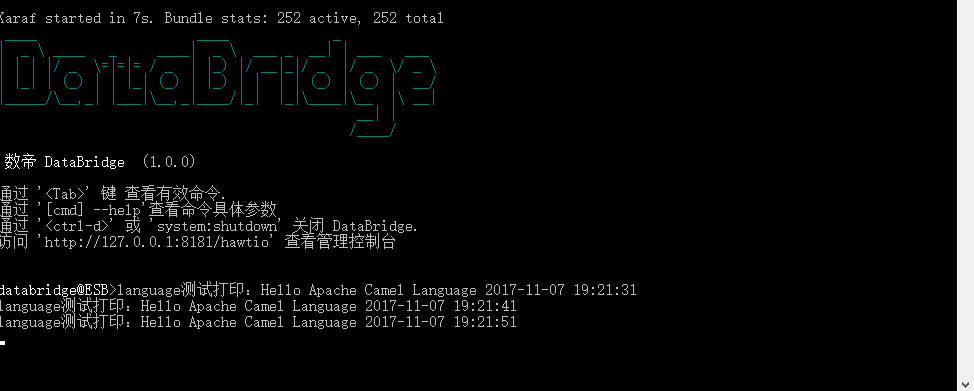 Karaf started in 7s. Bundle stats: 252 active, 252 total
DataBridge
数帝 DataBridge (1.0.0)
通过 '<Tab>' 键 查看有效命令.
通过 '[cmd] --help'查看命令具体参数
通过 '<ctrl-d>' 或 'system:shutdown' 关闭 DataBridge.
访问 'http://127.0.0.1:8181/hawtio' 查看管理控制台
databridge@ESB>language测试打印: Hello Apache Camel Language 2017-11-07 19:21:31
language测试打印: Hello Apache Camel Language 2017-11-07 19:21:41
language测试打印: Hello Apache Camel Language 2017-11-07 19:21:51